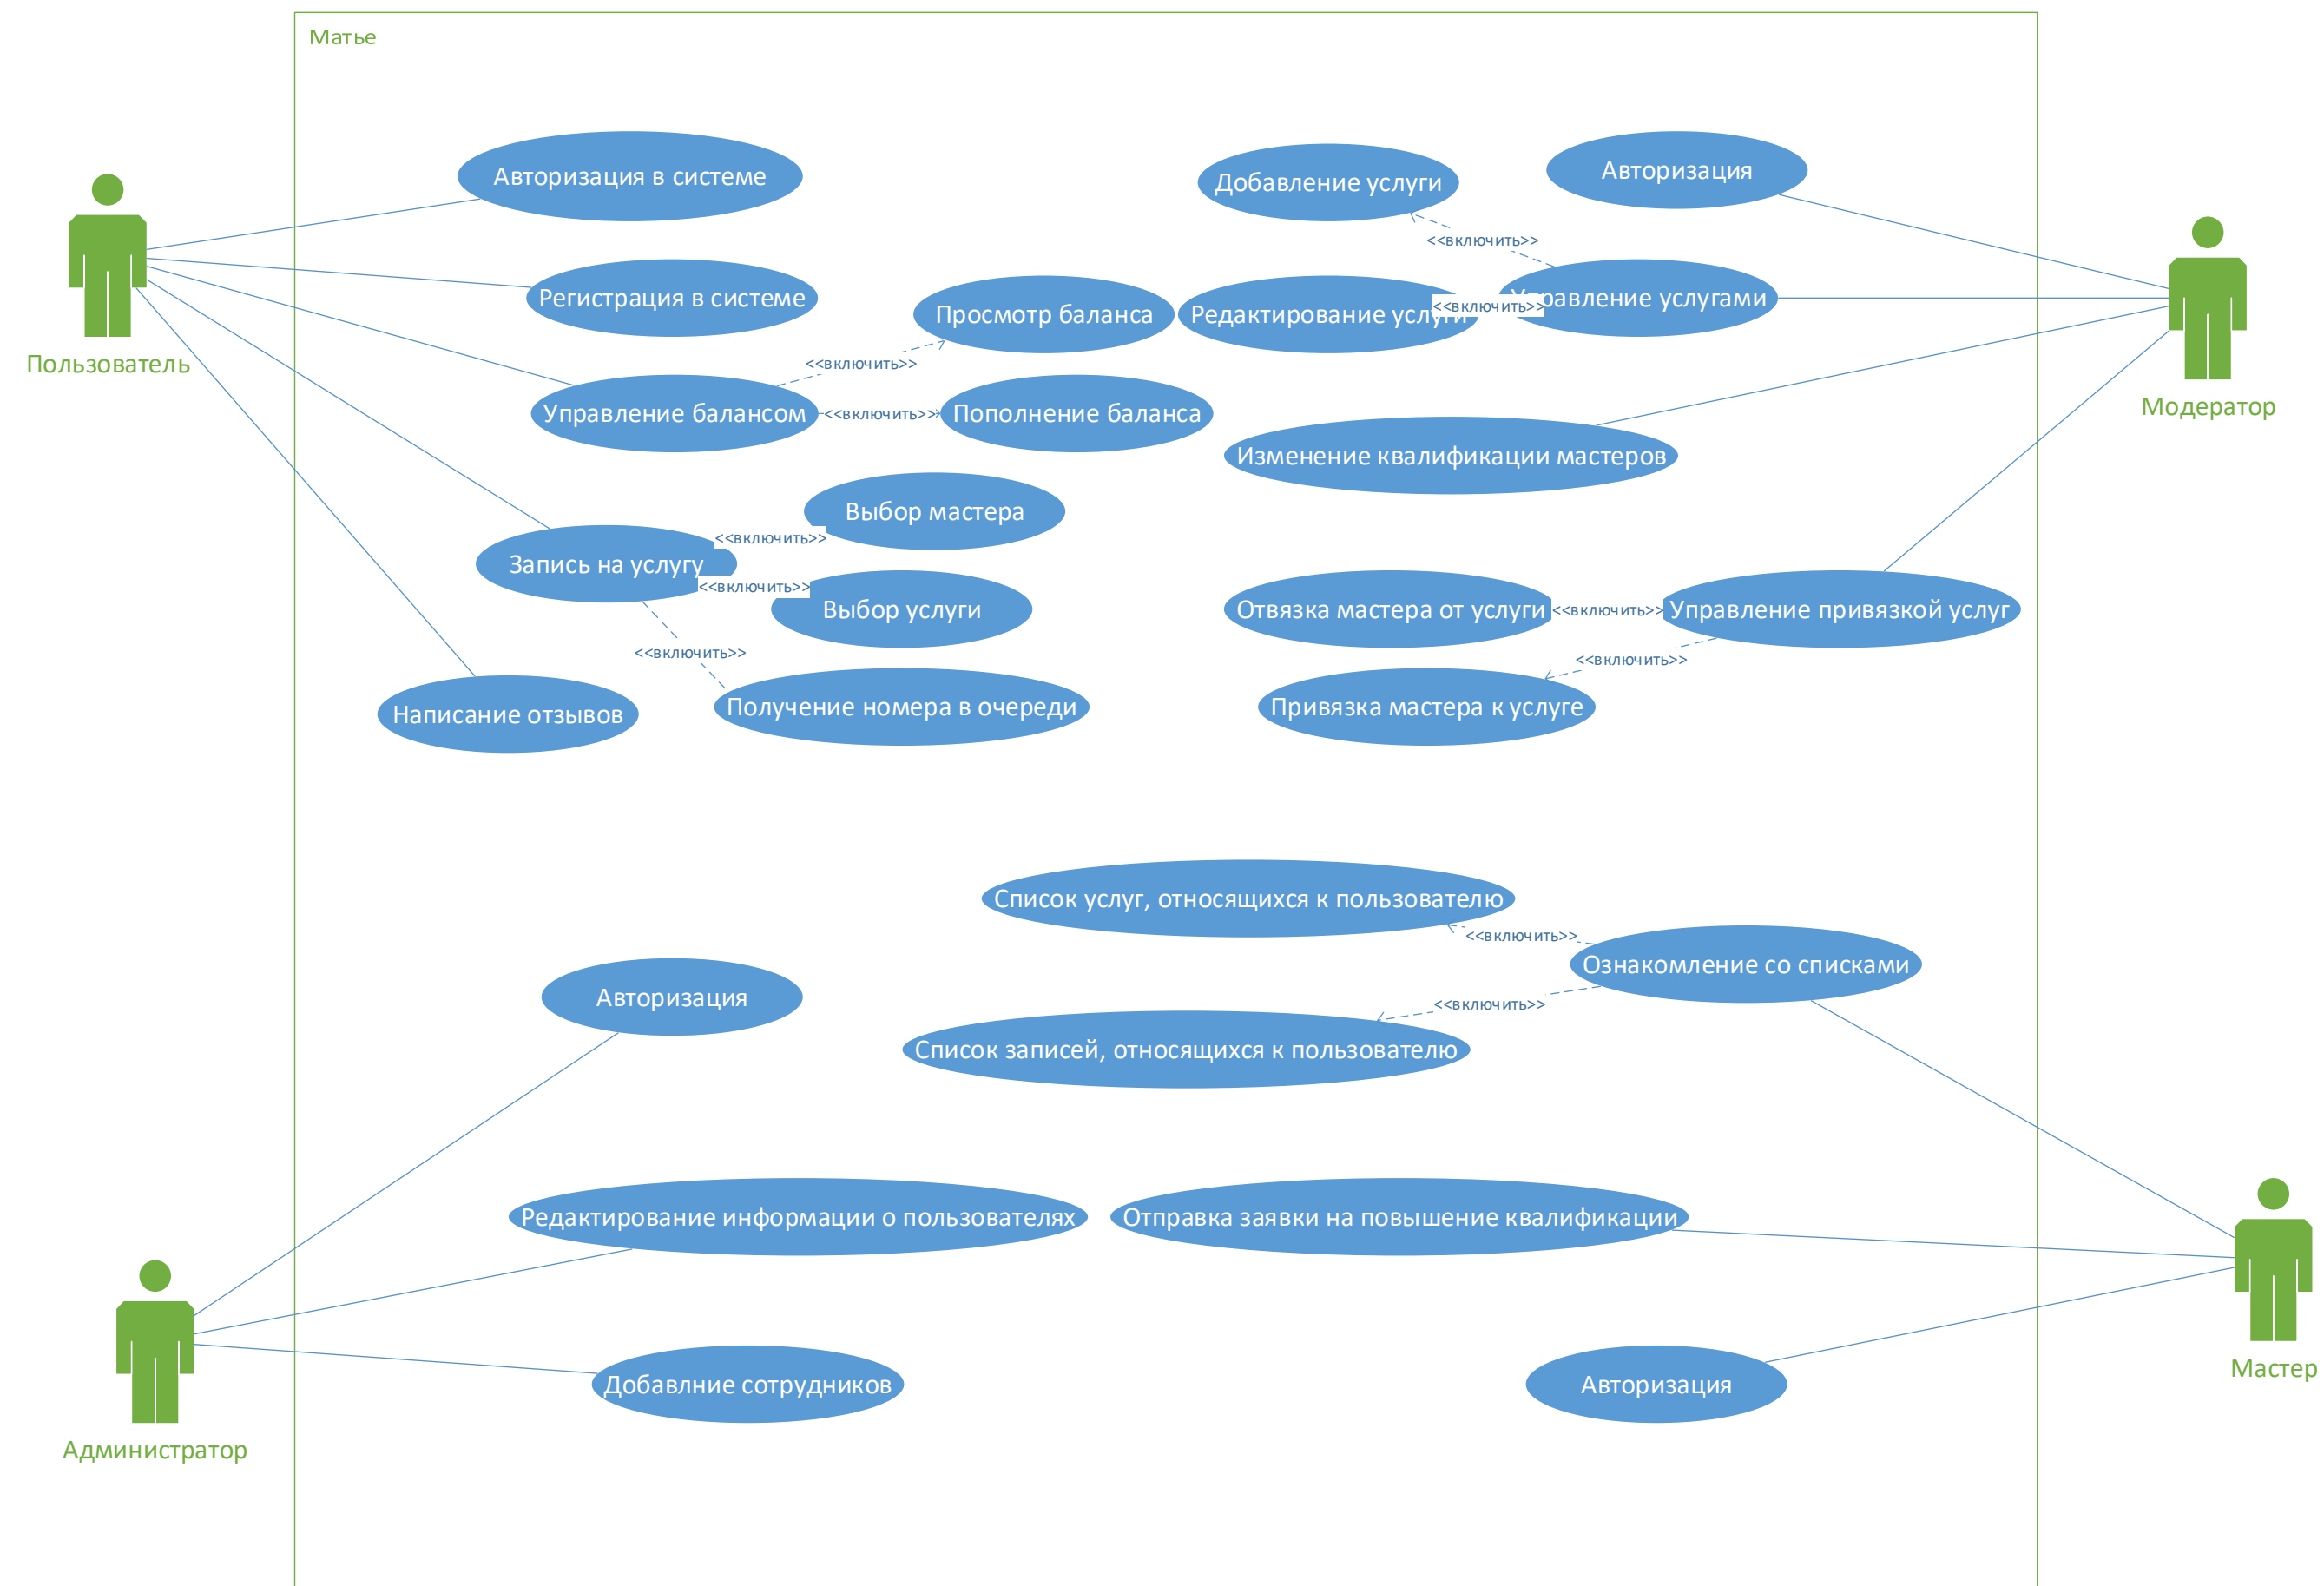 Матье
Авторизация в системе
Добавление услуги
Авторизация
<<включить>>
Регистрация в системе
Просмотр баланса
Редактирование услуги
<<включить>>
Управление услугами
Пользователь
<<включить>>
Модератор
Управление балансом
<<включить>>
Пополнение баланса
Изменение квалификации мастеров
Выбор мастера
<<включить>>
Запись на услугу
<<включить>>
Выбор услуги
Отвязка мастера от услуги
<<включить>>
Управление привязкой услуг
<<включить>>
<<включить>>
Написание отзывов
Получение номера в очереди
Привязка мастера к услуге
Список услуг, относящихся к пользователю
<<включить>>
Ознакомление со списками
Авторизация
<<включить>>
Список записей, относящихся к пользователю
Редактирование информации о пользователях
Отправка заявки на повышение квалификации
Мастер
Добавлние сотрудников
Авторизация
Администратор